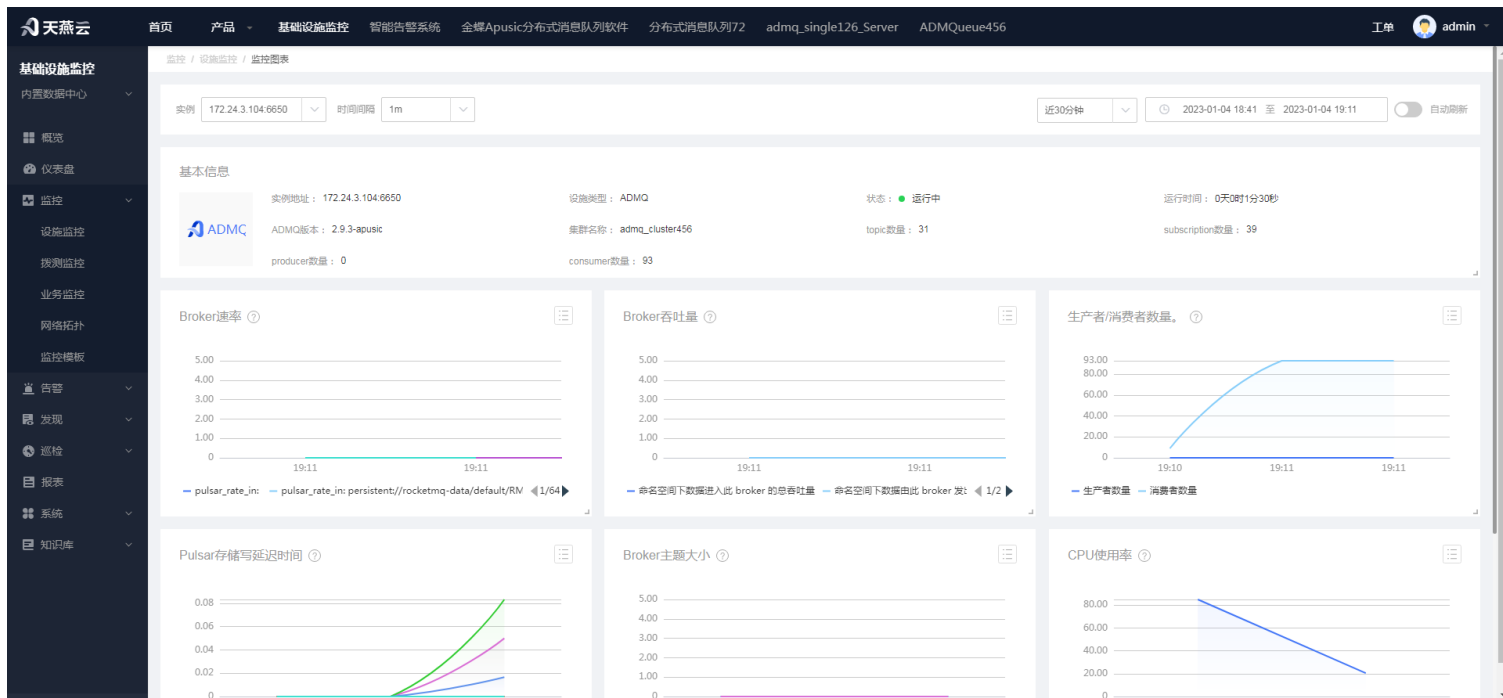 天燕云
首页 产品 基础设施监控 智能告警系统 金蝶Apusic分布式消息队列软件 分布式消息队列72 admq_single126_Server ADMQueue456 工单 admin
基础设施监控
内置数据中心
概览
仪表盘
监控
设施监控
拨测监控
业务监控
网络拓扑
监控模板
告警
发现
巡检
报表
系统
知识库
监控 / 设施监控 / 监控图表
实例 172.24.3.104:6650 时间间隔 1m 近30分钟 2023-01-04 18:41 至 2023-01-04 19:11 自动刷新
基本信息
ADMQ
实例地址： 172.24.3.104:6650 设施类型： ADMQ 状态： 运行中 运行时间： 0天0时1分30秒
ADMQ版本： 2.9.3-apusic 集群名称： admq_cluster456 topic数量： 31 subscription数量： 39
producer数量： 0 consumer数量： 93
Broker速率 ?
5.00
4.00
3.00
2.00
1.00
0
19:11 19:11
pulsar_rate_in: pulsar_rate_in: persistent://rocketmq-data/default/RM 1/64
Broker吞吐量 ?
5.00
4.00
3.00
2.00
1.00
0
19:11 19:11
命名空间下数据进入此 broker 的总吞吐量 命名空间下数据由此 broker 发 1/2
生产者/消费者数量。 ?
93.00
80.00
60.00
40.00
20.00
0
19:10 19:11 19:11
生产者数量 消费者数量
Pulsar存储写延迟时间 ?
0.08
0.06
0.04
0.02
0
Broker主题大小 ?
5.00
4.00
3.00
2.00
1.00
0
CPU使用率 ?
80.00
60.00
40.00
20.00
0